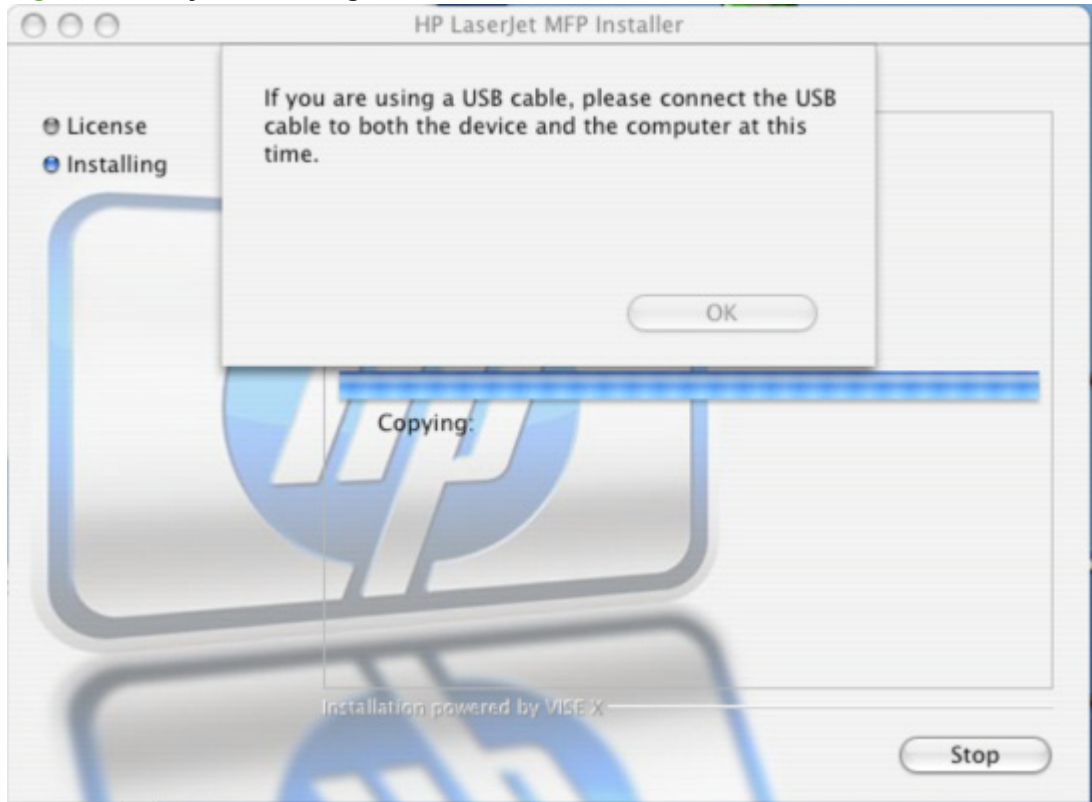 HP LaserJet MFP Installer
If you are using a USB cable, please connect the USB
cable to both the device and the computer at this
time.
License
Installing
OK
Copying:
hp
Installation powered by VISE X
Stop